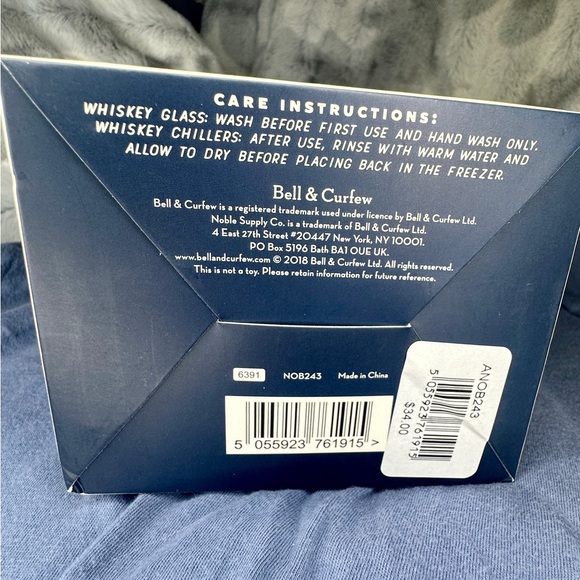 CARE INSTRUCTIONS:
WHISKEY GLASS: WASH BEFORE FIRST USE AND HAND WASH ONLY.
WHISKEY CHILLERS: AFTER USE, RINSE WITH WARM WATER AND
ALLOW TO DRY BEFORE PLACING BACK IN THE FREEZER.
Bell & Curfew
Bell & Curfew is a registered trademark used under licence by Bell & Curfew Ltd.
Noble Supply Co. is a trademark of Bell & Curfew Ltd.
4 East 27th Street #20447 New York, NY 10001.
PO Box 5196 Bath BA1 0UE UK.
www.bellandcurfew.com © 2018 Bell & Curfew Ltd. All rights reserved.
This is not a toy. Please retain information for future reference.
6391 NOB243 Made in China
5 055923 761915 >
ANOB243
5 055923 761915
$34.00